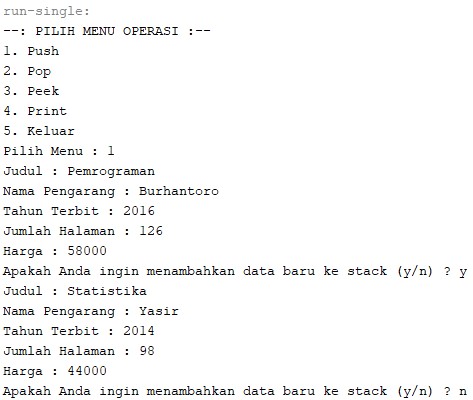 run-single:
--: PILIH MENU OPERASI :--
1. Push
2. Pop
3. Peek
4. Print
5. Keluar
Pilih Menu : 1
Judul : Pemrograman
Nama Pengarang : Burhantoro
Tahun Terbit : 2016
Jumlah Halaman : 126
Harga : 58000
Apakah Anda ingin menambahkan data baru ke stack (y/n) ? y
Judul : Statistika
Nama Pengarang : Yasir
Tahun Terbit : 2014
Jumlah Halaman : 98
Harga : 44000
Apakah Anda ingin menambahkan data baru ke stack (y/n) ? n